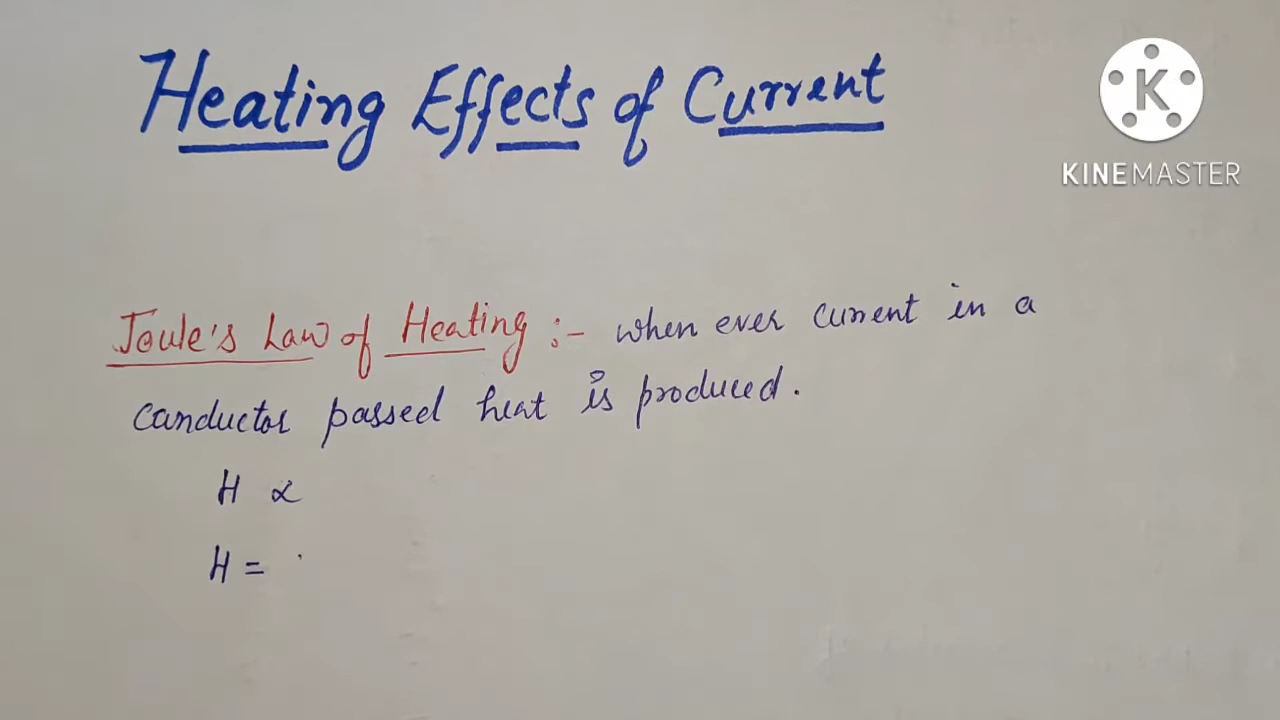 Heating Effects of Current
K
KINEMASTER
Joule's Law of Heating :- when ever current in a
conductor passed heat is produced.
H ∝
H =